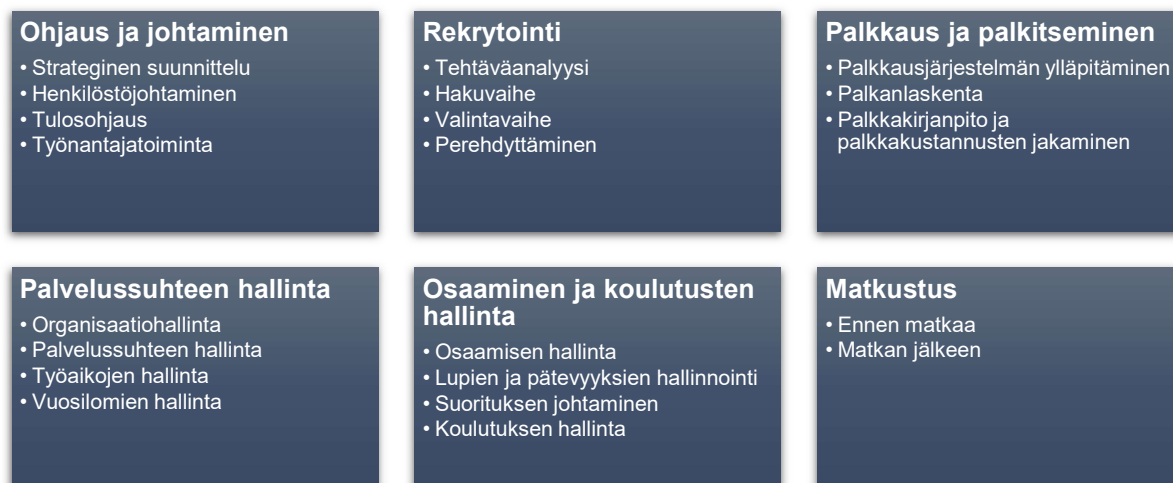 Ohjaus ja johtaminen
• Strateginen suunnittelu
• Henkilöstöjohtaminen
• Tulosohjaus
• Työnantajatoiminta
Rekrytointi
• Tehtäväanalyysi
• Hakuvaihe
• Valintavaihe
• Perehdyttäminen
Palkkaus ja palkitseminen
• Palkkausjärjestelmän ylläpitäminen
• Palkanlaskenta
• Palkkakirjanpito ja
palkkakustannusten jakaminen
Palvelussuhteen hallinta
• Organisaatiohallinta
• Palvelussuhteen hallinta
• Työaikojen hallinta
• Vuosilomien hallinta
Osaaminen ja koulutusten
hallinta
• Osaamisen hallinta
• Lupien ja pätevyyksien hallinnointi
• Suorituksen johtaminen
• Koulutuksen hallinta
Matkustus
• Ennen matkaa
• Matkan jälkeen